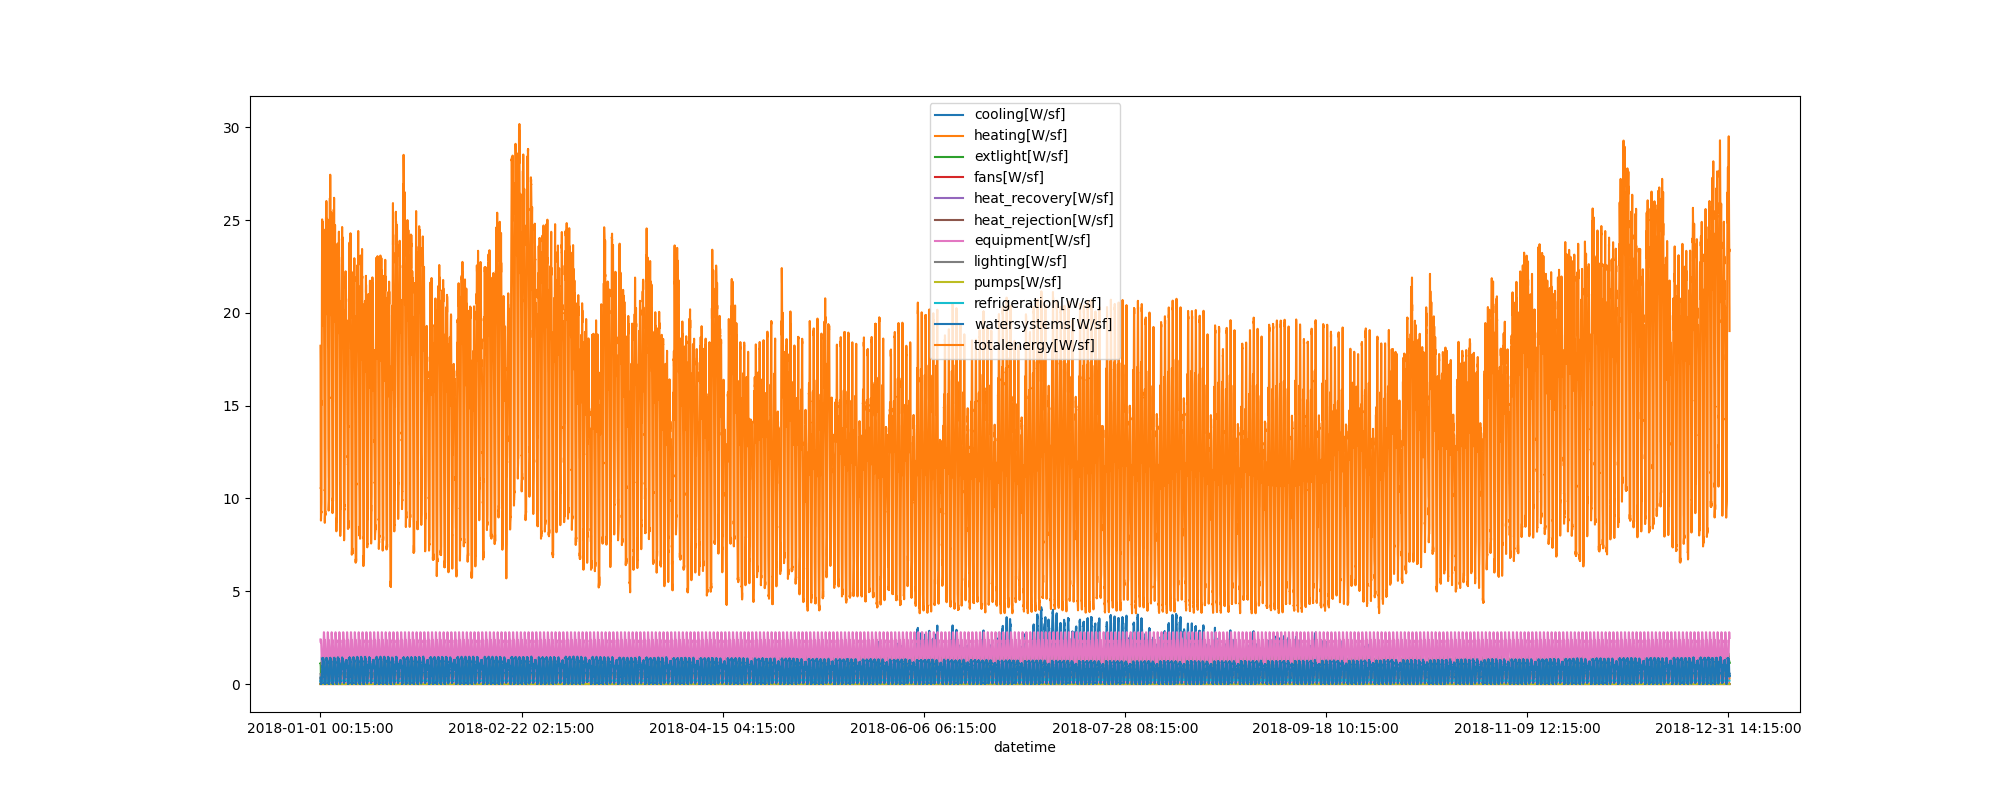 30
25
20
15
10
5
0
cooling[W/sf]
heating[W/sf]
extlight[W/sf]
fans[W/sf]
heat_recovery[W/sf]
heat_rejection[W/sf]
equipment[W/sf]
lighting[W/sf]
pumps[W/sf]
refrigeration[W/sf]
watersystems[W/sf]
totalenergy[W/sf]
2018-01-01 00:15:00 2018-02-22 02:15:00 2018-04-15 04:15:00 2018-06-06 06:15:00 2018-07-28 08:15:00 2018-09-18 10:15:00 2018-11-09 12:15:00 2018-12-31 14:15:00
datetime